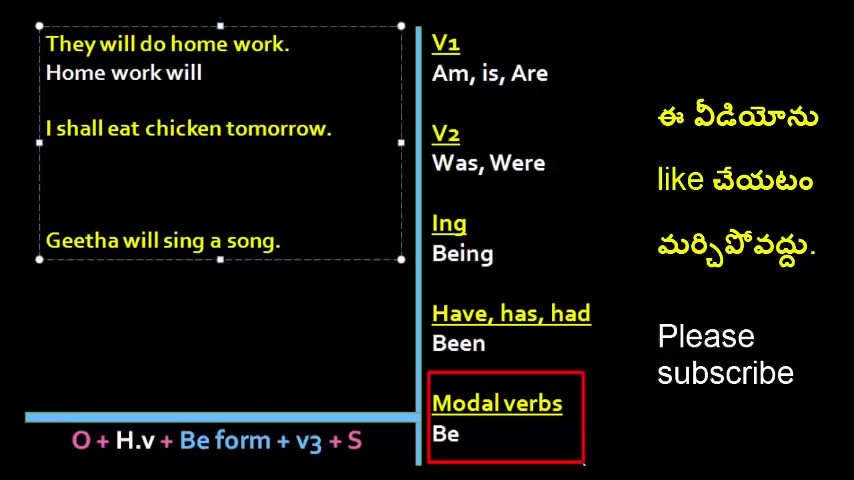 They will do home work.
Home work will
I shall eat chicken tomorrow.
Geetha will sing a song.
O + H.v + Be form + v3 + S
V1
Am, is, Are
V2
Was, Were
Ing
Being
Have, has, had
Been
Modal verbs
Be
ఈ వీడియోను
like చేయటం
మర్చిపోవద్దు.
Please
subscribe